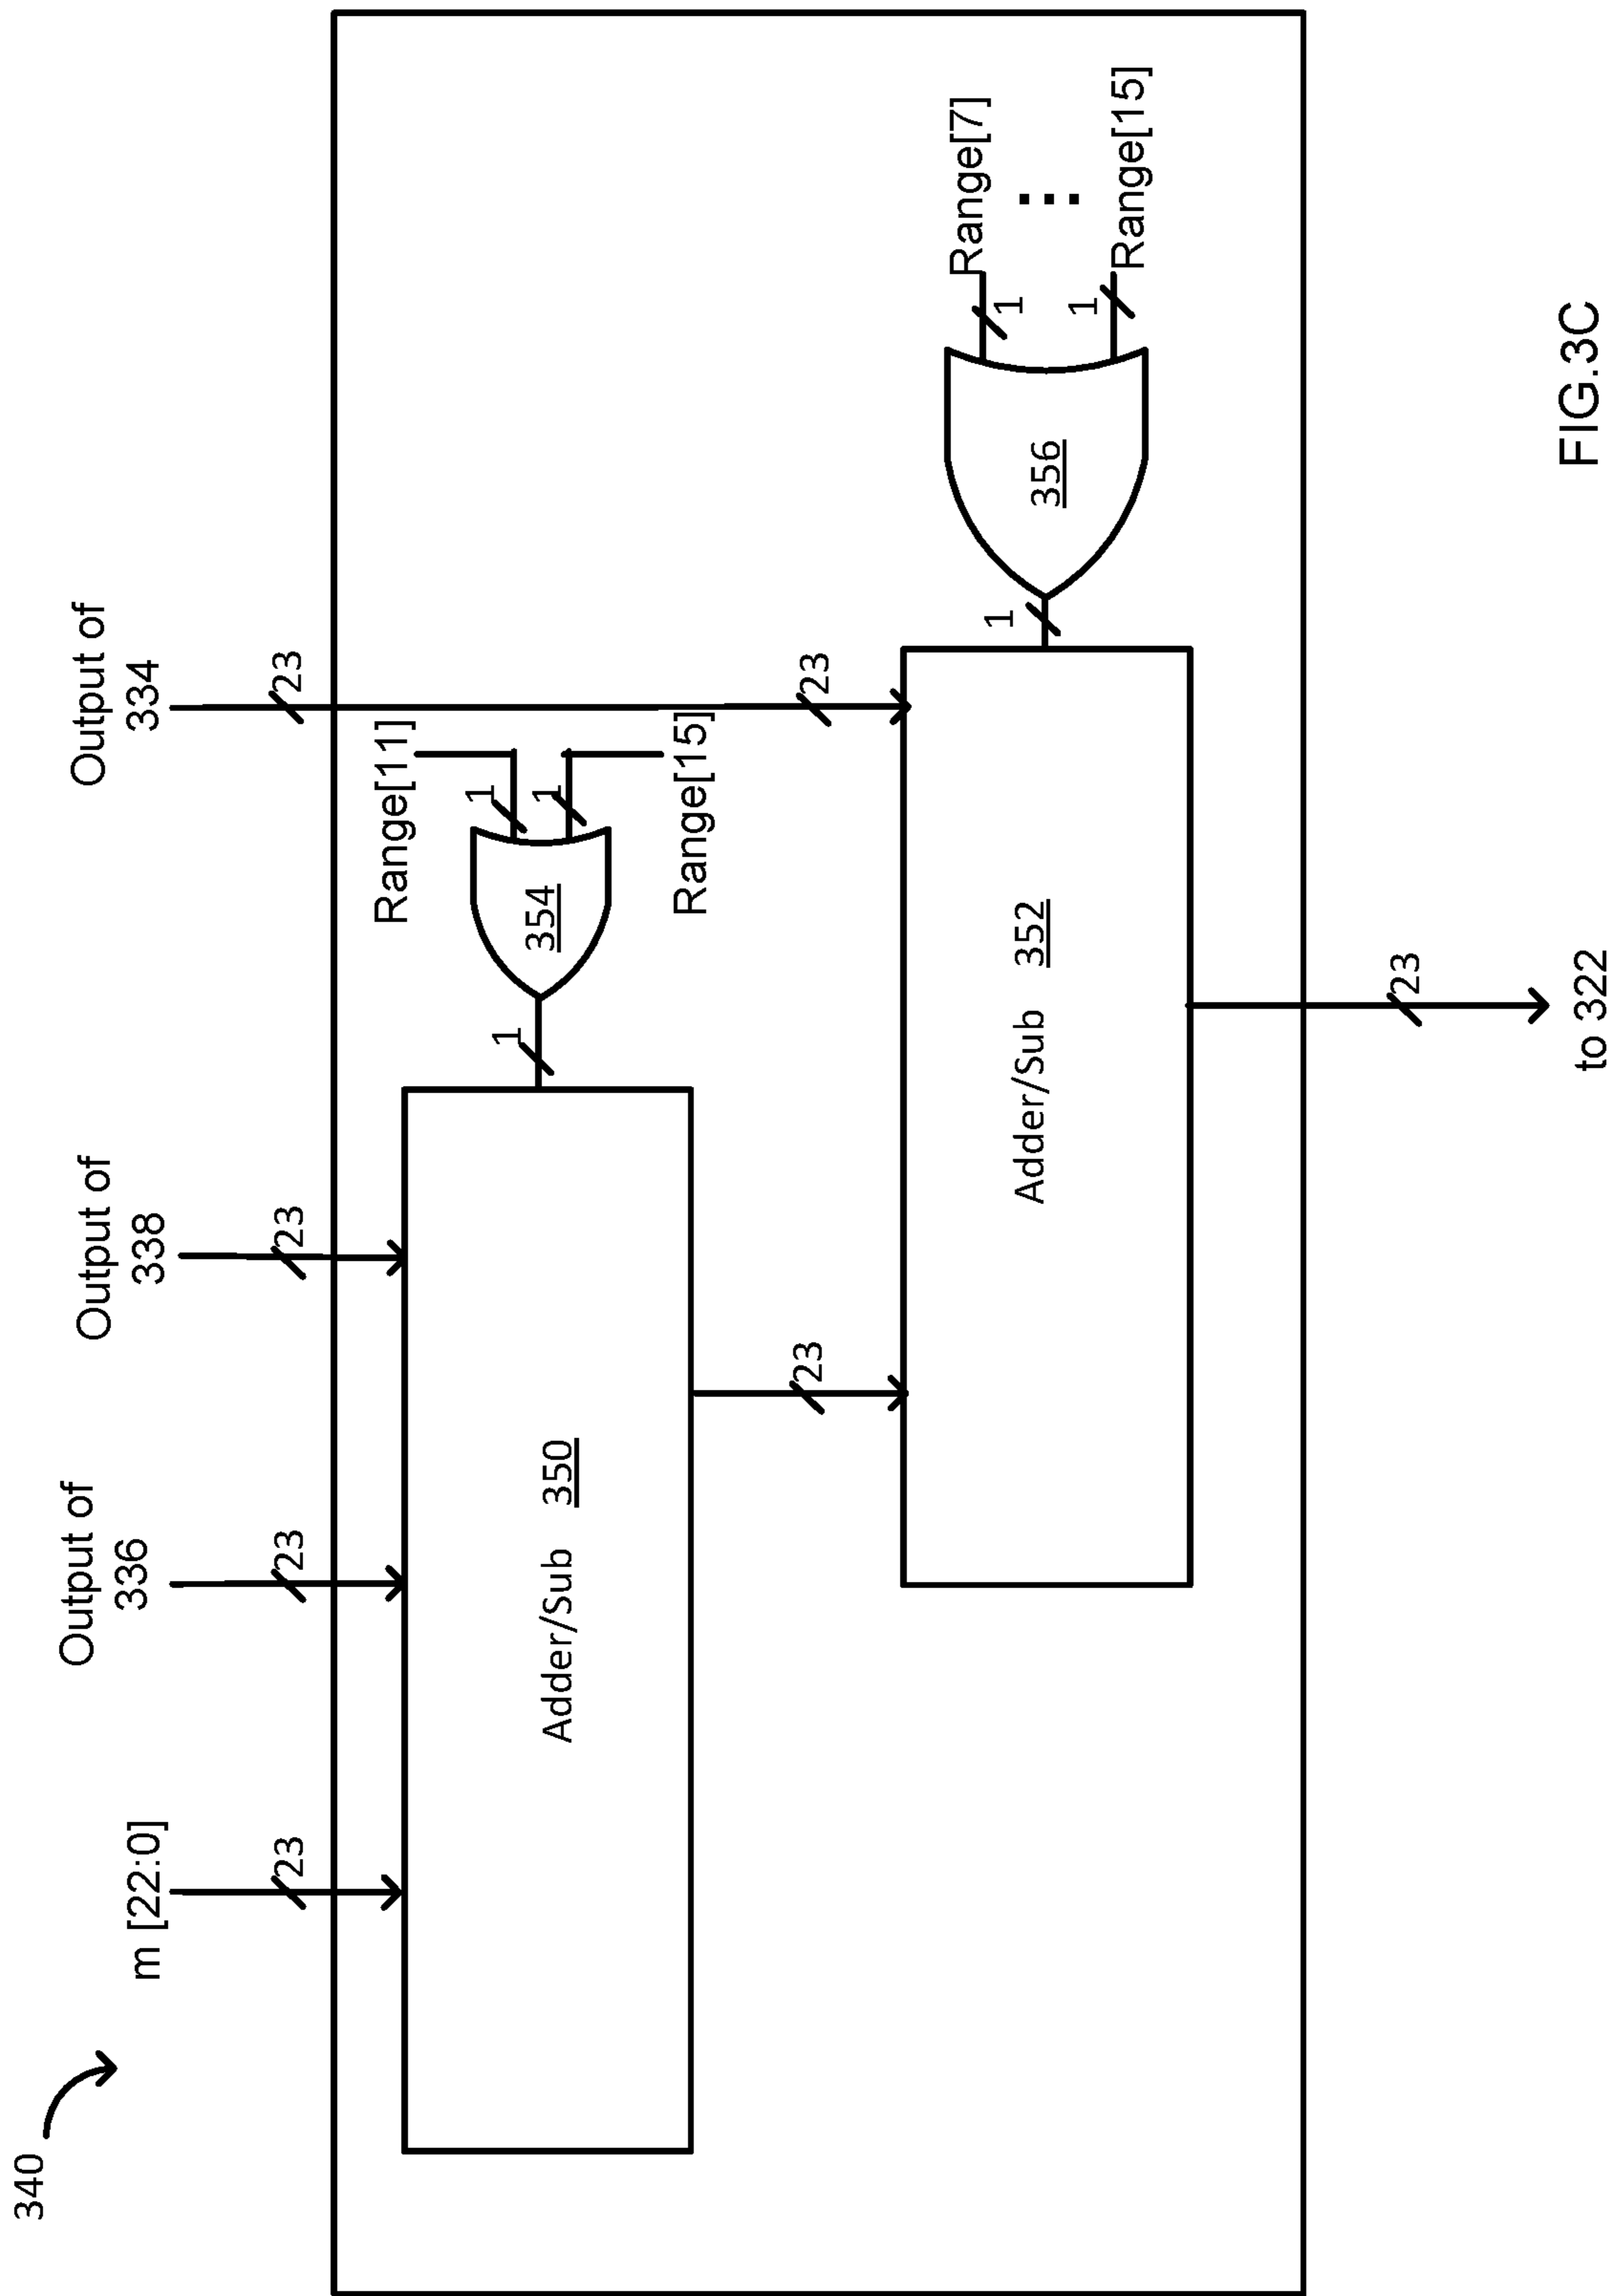 340
m [22:0]
Output of
336
Output of
338
Output of
334
23
23
23
23
Range[11]
1
1
Range[15]
354
1
Adder/Sub 350
23
23
Range[7]
1
1
Range[15]
356
1
Adder/Sub 352
23
to 322
FIG.3C